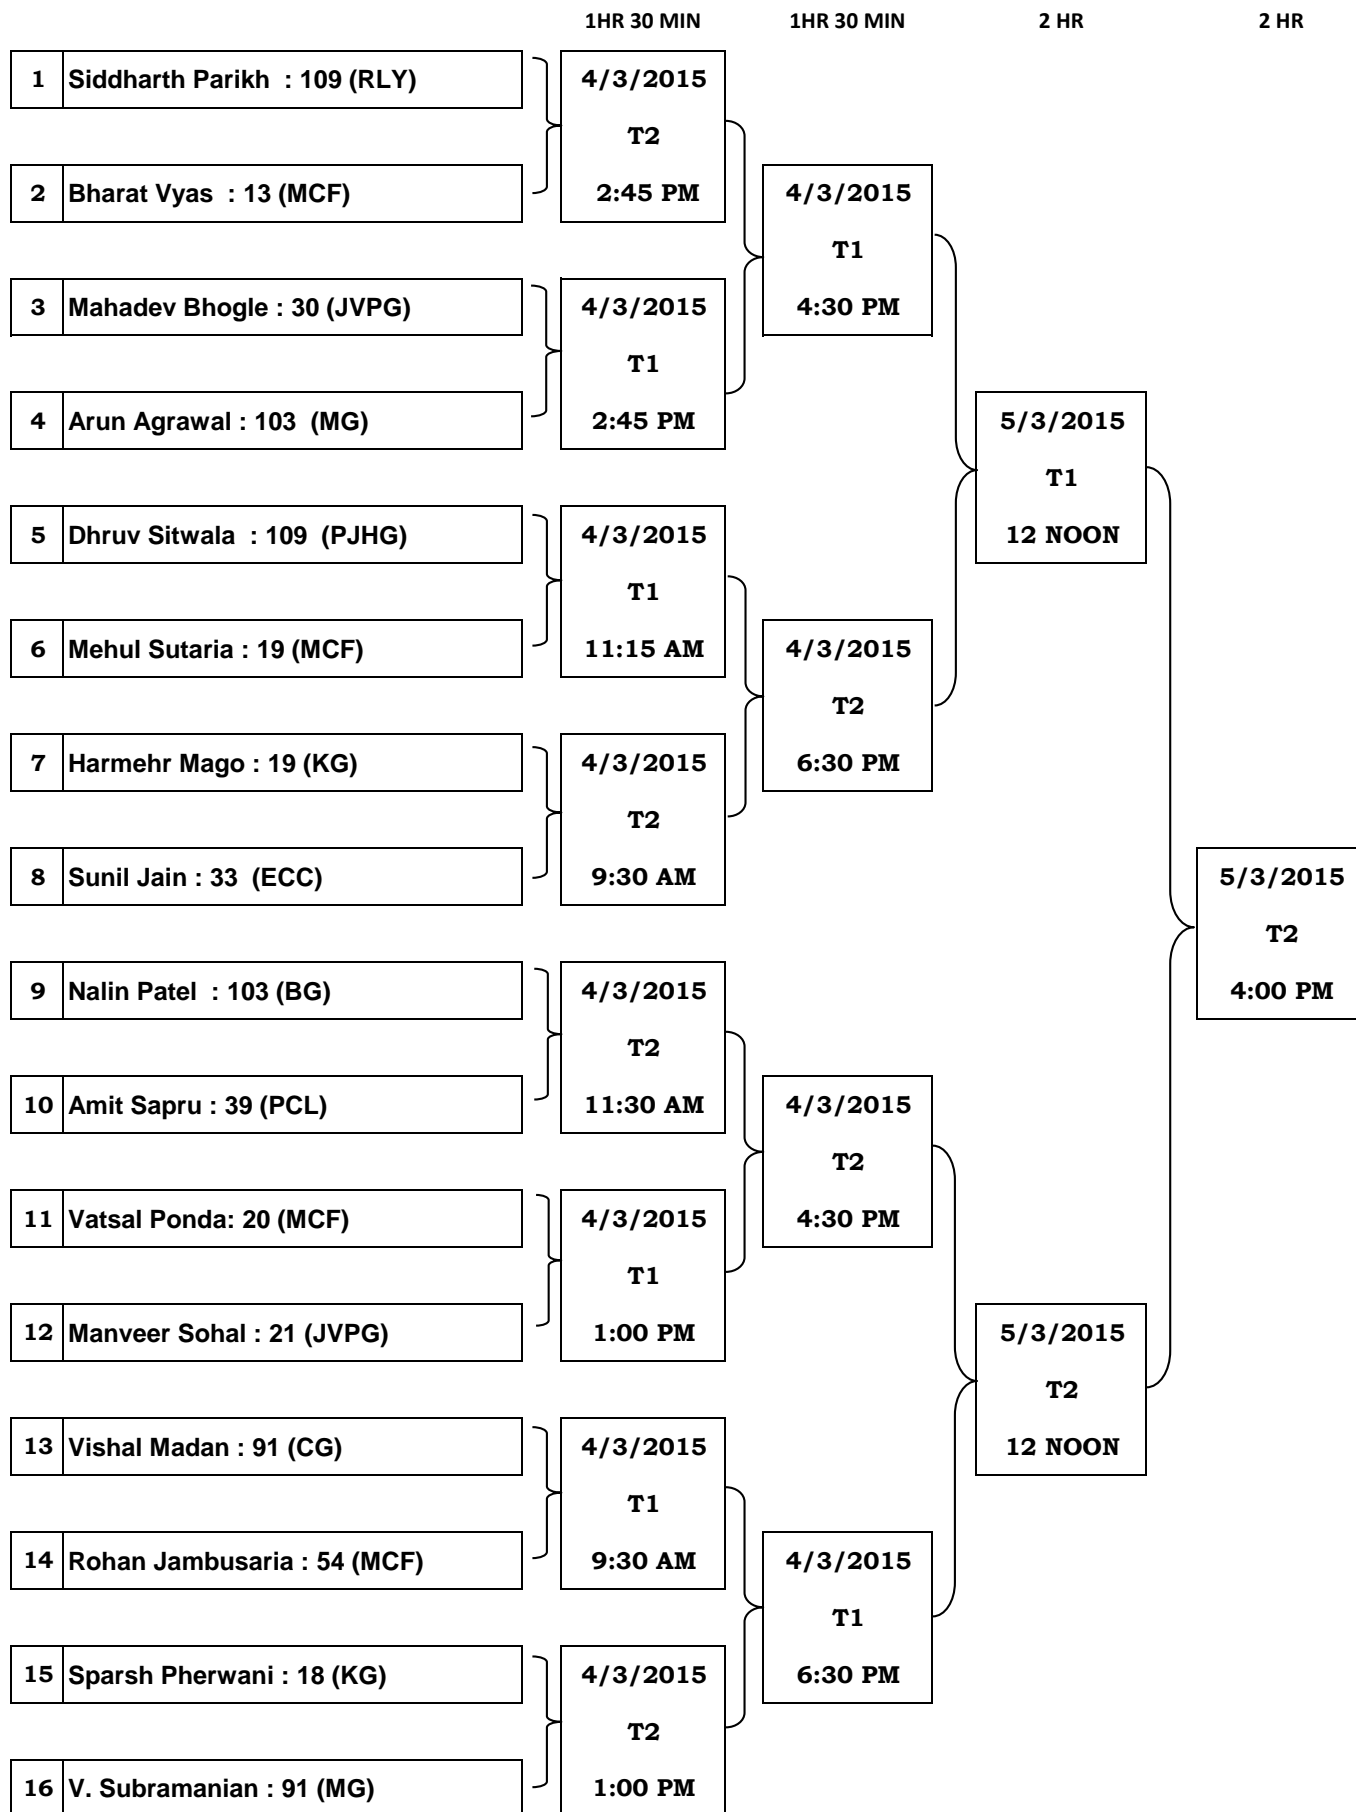 1HR 30 MIN 1HR 30 MIN 2 HR 2 HR
1 Siddharth Parikh : 109 (RLY) 4/3/2015
T2
2 Bharat Vyas : 13 (MCF) 2:45 PM 4/3/2015
T1
3 Mahadev Bhogle : 30 (JVPG) 4/3/2015 4:30 PM
T1
4 Arun Agrawal : 103 (MG) 2:45 PM 5/3/2015
T1
5 Dhruv Sitwala : 109 (PJHG) 4/3/2015 12 NOON
T1
6 Mehul Sutaria : 19 (MCF) 11:15 AM 4/3/2015
T2
7 Harmehr Mago : 19 (KG) 4/3/2015 6:30 PM
T2
8 Sunil Jain : 33 (ECC) 9:30 AM 5/3/2015
T2
9 Nalin Patel : 103 (BG) 4/3/2015 4:00 PM
T2
10 Amit Sapru : 39 (PCL) 11:30 AM 4/3/2015
T2
11 Vatsal Ponda: 20 (MCF) 4/3/2015 4:30 PM
T1
12 Manveer Sohal : 21 (JVPG) 1:00 PM 5/3/2015
T2
13 Vishal Madan : 91 (CG) 4/3/2015 12 NOON
T1
14 Rohan Jambusaria : 54 (MCF) 9:30 AM 4/3/2015
T1
15 Sparsh Pherwani : 18 (KG) 4/3/2015 6:30 PM
T2
16 V. Subramanian : 91 (MG) 1:00 PM